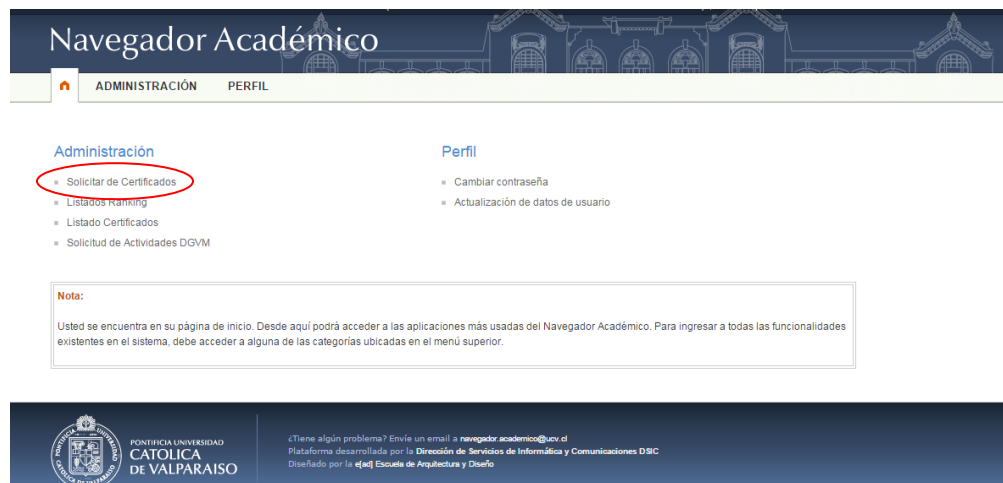 Navegador Académico
ADMINISTRACIÓN PERFIL
Administración
Solicitar de Certificados
Listados Ranking
Listado Certificados
Solicitud de Actividades DGVM
Perfil
Cambiar contraseña
Actualización de datos de usuario
Nota:
Usted se encuentra en su página de inicio. Desde aquí podrá acceder a las aplicaciones más usadas del Navegador Académico. Para ingresar a todas las funcionalidades
existentes en el sistema, debe acceder a alguna de las categorías ubicadas en el menú superior.
PONTIFICIA UNIVERSIDAD
CATOLICA
DE VALPARAISO
¿Tiene algún problema? Envíe un email a navegador.academico@ucv.cl
Plataforma desarrollada por la Dirección de Servicios de Informática y Comunicaciones DSIC
Diseñado por la e[ad] Escuela de Arquitectura y Diseño